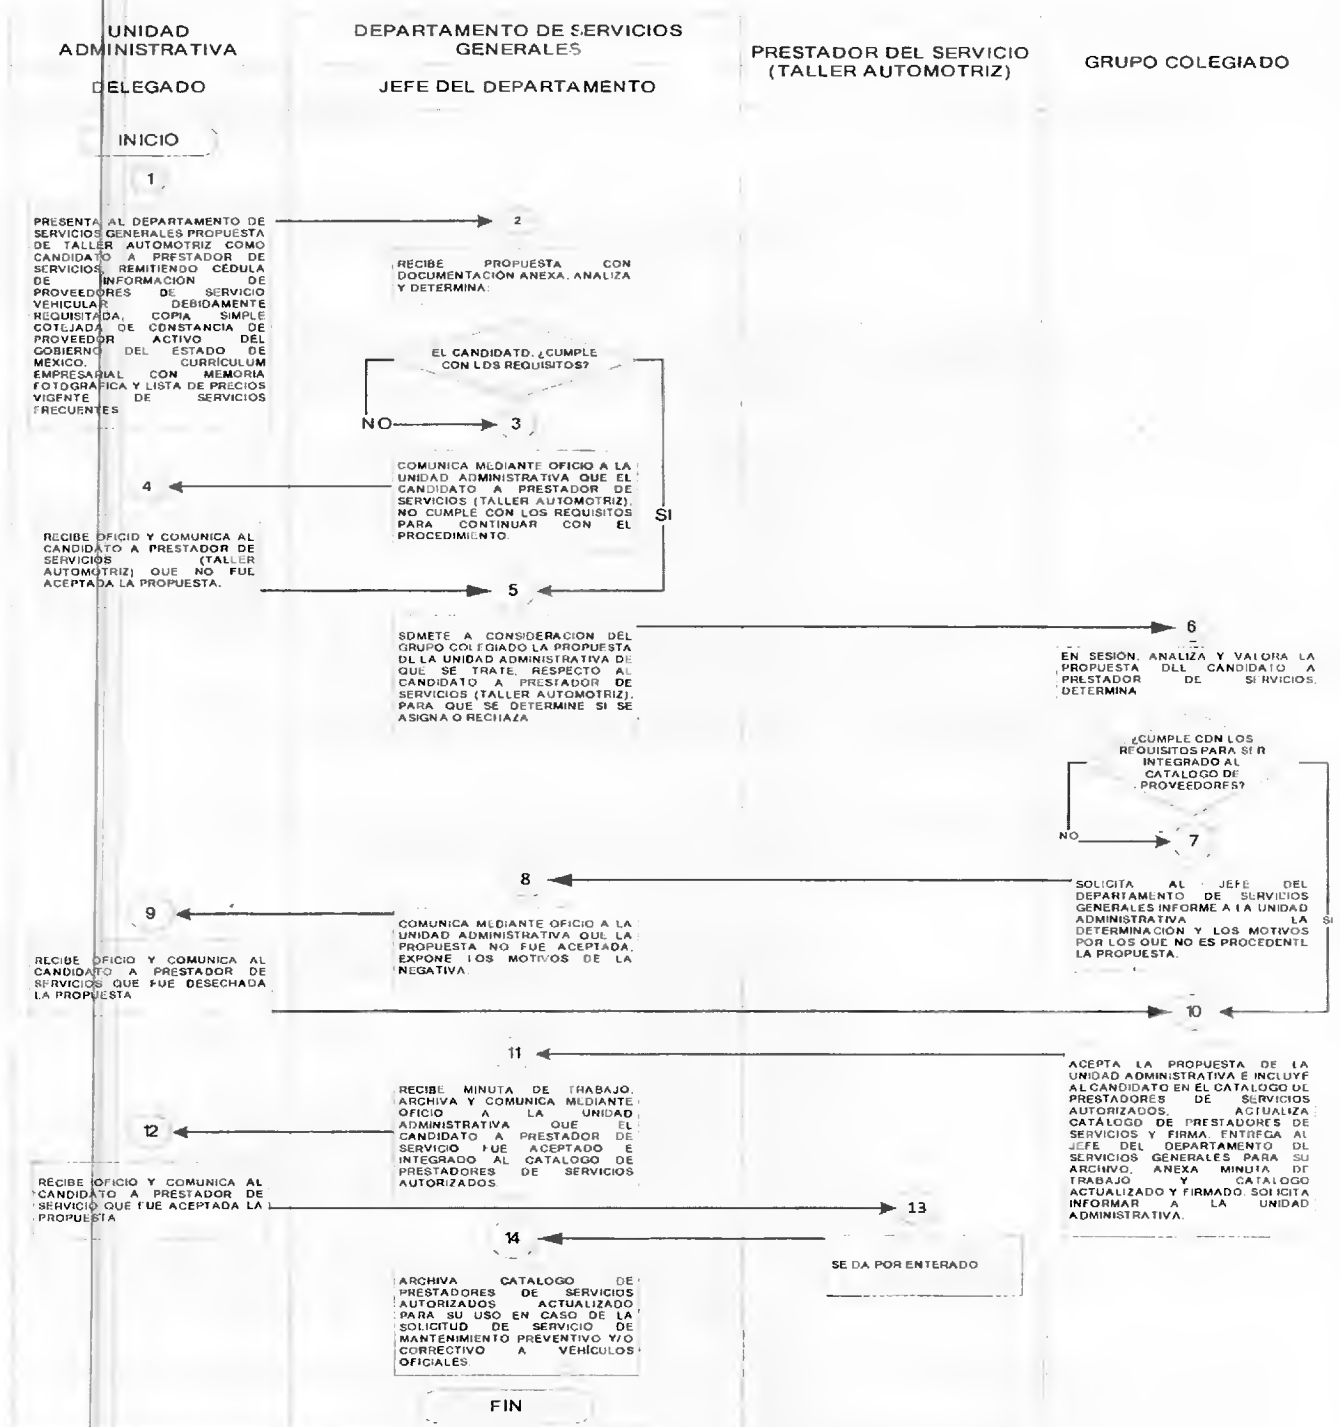 UNIDAD
ADMINISTRATIVA
DELEGADO
DEPARTAMENTO DE SERVICIOS
GENERALES
JEFE DEL DEPARTAMENTO
PRESTADOR DEL SERVICIO
(TALLER AUTOMOTRIZ)
GRUPO COLEGIADO
INICIO
1
PRESENTA AL DEPARTAMENTO DE
SERVICIOS GENERALES PROPUESTA
DE TALLER AUTOMOTRIZ COMO
CANDIDATO A PRESTADOR DE
SERVICIOS, REMITIENDO CÉDULA
DE INFORMACIÓN DE
PROVEEDORES DE SERVICIO
VEHICULAR DEBIDAMENTE
REQUISITADA, COPIA SIMPLE
COTEJADA DE CONSTANCIA DE
PROVEEDOR ACTIVO DEL
GOBIERNO DEL ESTADO DE
MÉXICO, CURRÍCULUM
EMPRESARIAL CON MEMORIA
FOTOGRÁFICA Y LISTA DE PRECIOS
VIGENTE DE SERVICIOS
FRECUENTES
2
RECIBE PROPUESTA CON
DOCUMENTACIÓN ANEXA, ANALIZA
Y DETERMINA:
EL CANDIDATO, ¿CUMPLE
CON LOS REQUISITOS?
NO
3
SI
COMUNICA MEDIANTE OFICIO A LA
UNIDAD ADMINISTRATIVA QUE EL
CANDIDATO A PRESTADOR DE
SERVICIOS (TALLER AUTOMOTRIZ),
NO CUMPLE CON LOS REQUISITOS
PARA CONTINUAR CON EL
PROCEDIMIENTO.
4
RECIBE OFICIO Y COMUNICA AL
CANDIDATO A PRESTADOR DE
SERVICIOS (TALLER
AUTOMOTRIZ) QUE NO FUE
ACEPTADA LA PROPUESTA.
5
SOMETE A CONSIDERACIÓN DEL
GRUPO COLEGIADO LA PROPUESTA
DE LA UNIDAD ADMINISTRATIVA DE
QUE SE TRATE, RESPECTO AL
CANDIDATO A PRESTADOR DE
SERVICIOS (TALLER AUTOMOTRIZ),
PARA QUE SE DETERMINE SI SE
ASIGNA O RECHAZA
6
EN SESIÓN, ANALIZA Y VALORA LA
PROPUESTA DEL CANDIDATO A
PRESTADOR DE SERVICIOS,
DETERMINA
¿CUMPLE CON LOS
REQUISITOS PARA SER
INTEGRADO AL
CATALOGO DE
PROVEEDORES?
NO
7
SI
SOLICITA AL JEFE DEL
DEPARTAMENTO DE SERVICIOS
GENERALES INFORME A LA UNIDAD
ADMINISTRATIVA LA
DETERMINACIÓN Y LOS MOTIVOS
POR LOS QUE NO ES PROCEDENTE
LA PROPUESTA.
8
COMUNICA MEDIANTE OFICIO A LA
UNIDAD ADMINISTRATIVA QUE LA
PROPUESTA NO FUE ACEPTADA,
EXPONE LOS MOTIVOS DE LA
NEGATIVA.
9
RECIBE OFICIO Y COMUNICA AL
CANDIDATO A PRESTADOR DE
SERVICIOS QUE FUE DESECHADA
LA PROPUESTA
10
ACEPTA LA PROPUESTA DE LA
UNIDAD ADMINISTRATIVA E INCLUYE
AL CANDIDATO EN EL CATALOGO DE
PRESTADORES DE SERVICIOS
AUTORIZADOS, ACTUALIZA
CATÁLOGO DE PRESTADORES DE
SERVICIOS Y FIRMA. ENTREGA AL
JEFE DEL DEPARTAMENTO DE
SERVICIOS GENERALES PARA SU
ARCHIVO, ANEXA MINUTA DE
TRABAJO Y CATALOGO
ACTUALIZADO Y FIRMADO, SOLICITA
INFORMAR A LA UNIDAD
ADMINISTRATIVA.
11
RECIBE MINUTA DE TRABAJO,
ARCHIVA Y COMUNICA MEDIANTE
OFICIO A LA UNIDAD
ADMINISTRATIVA QUE EL
CANDIDATO A PRESTADOR DE
SERVICIO FUE ACEPTADO E
INTEGRADO AL CATALOGO DE
PRESTADORES DE SERVICIOS
AUTORIZADOS.
12
RECIBE OFICIO Y COMUNICA AL
CANDIDATO A PRESTADOR DE
SERVICIO QUE FUE ACEPTADA LA
PROPUESTA
13
SE DA POR ENTERADO
14
ARCHIVA CATALOGO DE
PRESTADORES DE SERVICIOS
AUTORIZADOS ACTUALIZADO
PARA SU USO EN CASO DE LA
SOLICITUD DE SERVICIO DE
MANTENIMIENTO PREVENTIVO Y/O
CORRECTIVO A VEHÍCULOS
OFICIALES.
FIN